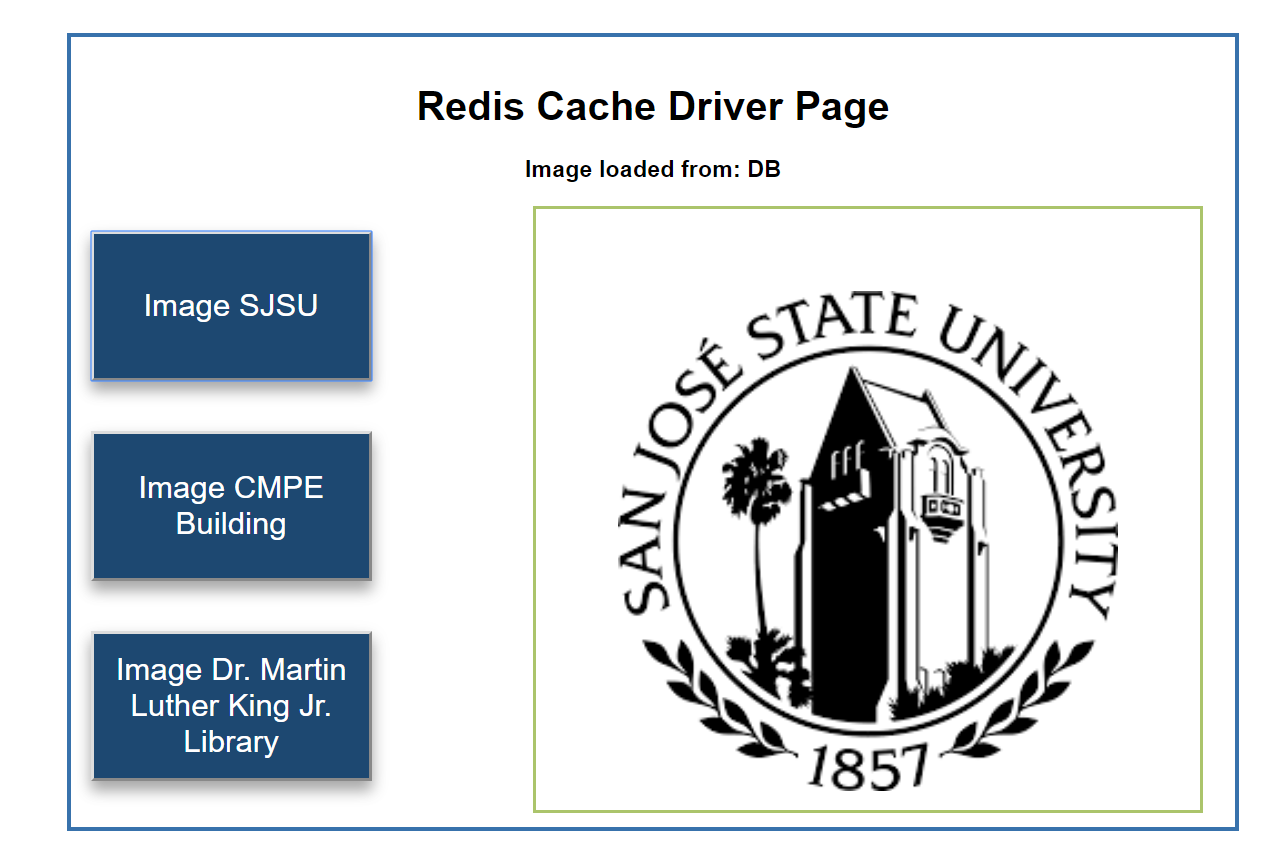 Redis Cache Driver Page
Image loaded from: DB
Image SJSU
Image CMPE
Building
Image Dr. Martin
Luther King Jr.
Library
SAN JOSÉ STATE UNIVERSITY
1857